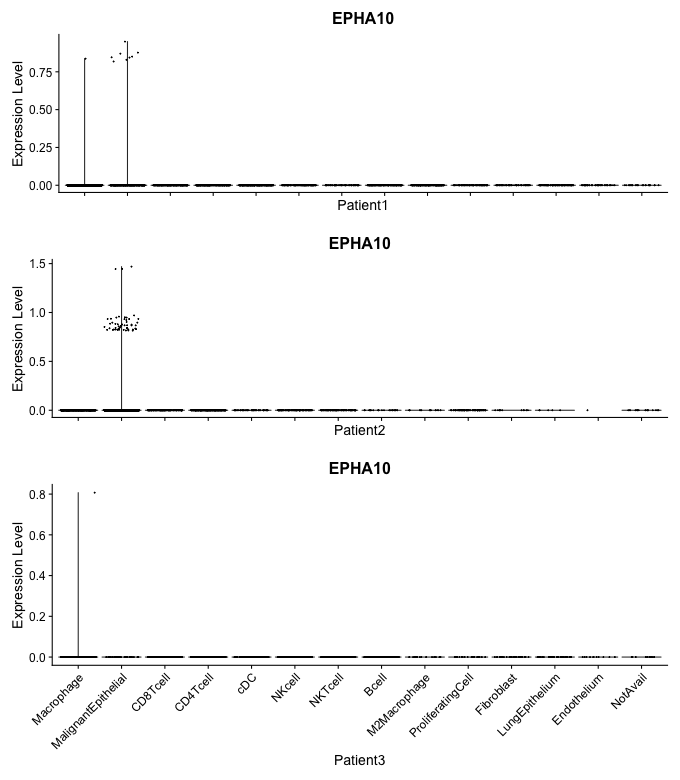 EPHA10
Expression Level
0.75
0.50
0.25
0.00
Patient1
EPHA10
Expression Level
1.5
1.0
0.5
0.0
Patient2
EPHA10
Expression Level
0.8
0.6
0.4
0.2
0.0
Macrophage
MalignantEpithelial
CD8Tcell
CD4Tcell
cDC
NKcell
NKTcell
Bcell
M2Macrophage
ProliferatingCell
Fibroblast
LungEpithelium
Endothelium
NotAvail
Patient3